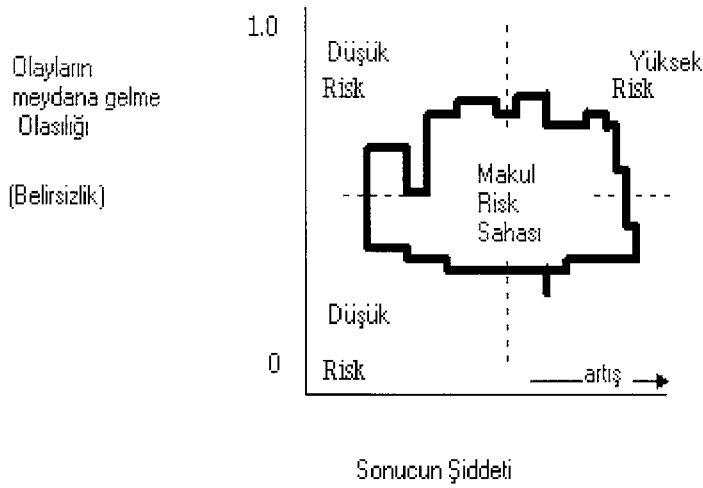 1.0
Olayların
meydana gelme
Olasılığı
(Belirsizlik)
Düşük
Risk
Yüksek
Risk
Makul
Risk
Sahası
Düşük
Risk
0
artış
Sonucun Şiddeti